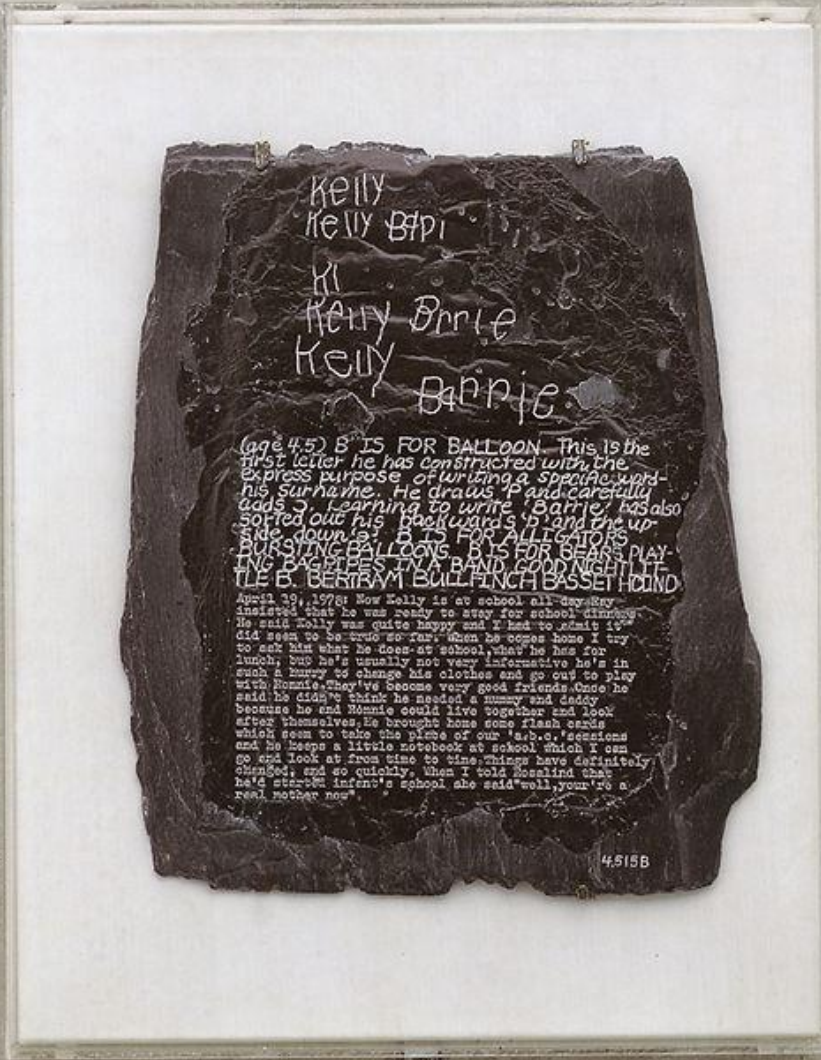 Kelly
Kelly BAPi
Kl
Kelly Brrie
Kelly
Barrie
(age 4.5) B IS FOR BALLOON. This is the
first letter he has constructed with the
express purpose of writing a specific word-
his surname. He draws 'P' and carefully
adds 'J'. Learning to write 'Barrie' has also
sorted out his backwards 'b' and the up-
side down 'e'. B IS FOR ALLIGATORS
BURSTING BALLOONS. B IS FOR BEARS PLAY-
ING BAGPIPES IN A BAND. GOOD NIGHT LIT-
TLE B. BERTRAM BULLFINCH BASSET HOUND
April 19, 1978: Now Kelly is at school all day. Ray
insisted that he was ready to stay for school dinners
He said Kelly was quite happy and I had to admit it
did seem to be true so far. When he comes home I try
to ask him what he does at school, what he has for
lunch, but he's usually not very informative he's in
such a hurry to change his clothes and go out to play
with Ronnie. They've become very good friends. Once he
said he didn't think he needed a mummy and daddy
because he and Ronnie could live together and look
after themselves. He brought home some flash cards
which seem to take the place of our 'a.b.c.' sessions
and he keeps a little notebook at school which I can
go and look at from time to time. Things have definitely
changed, and so quickly. When I told Rosalind that
he'd started infent's school she said "well, your're a
real mother now"
4.515B